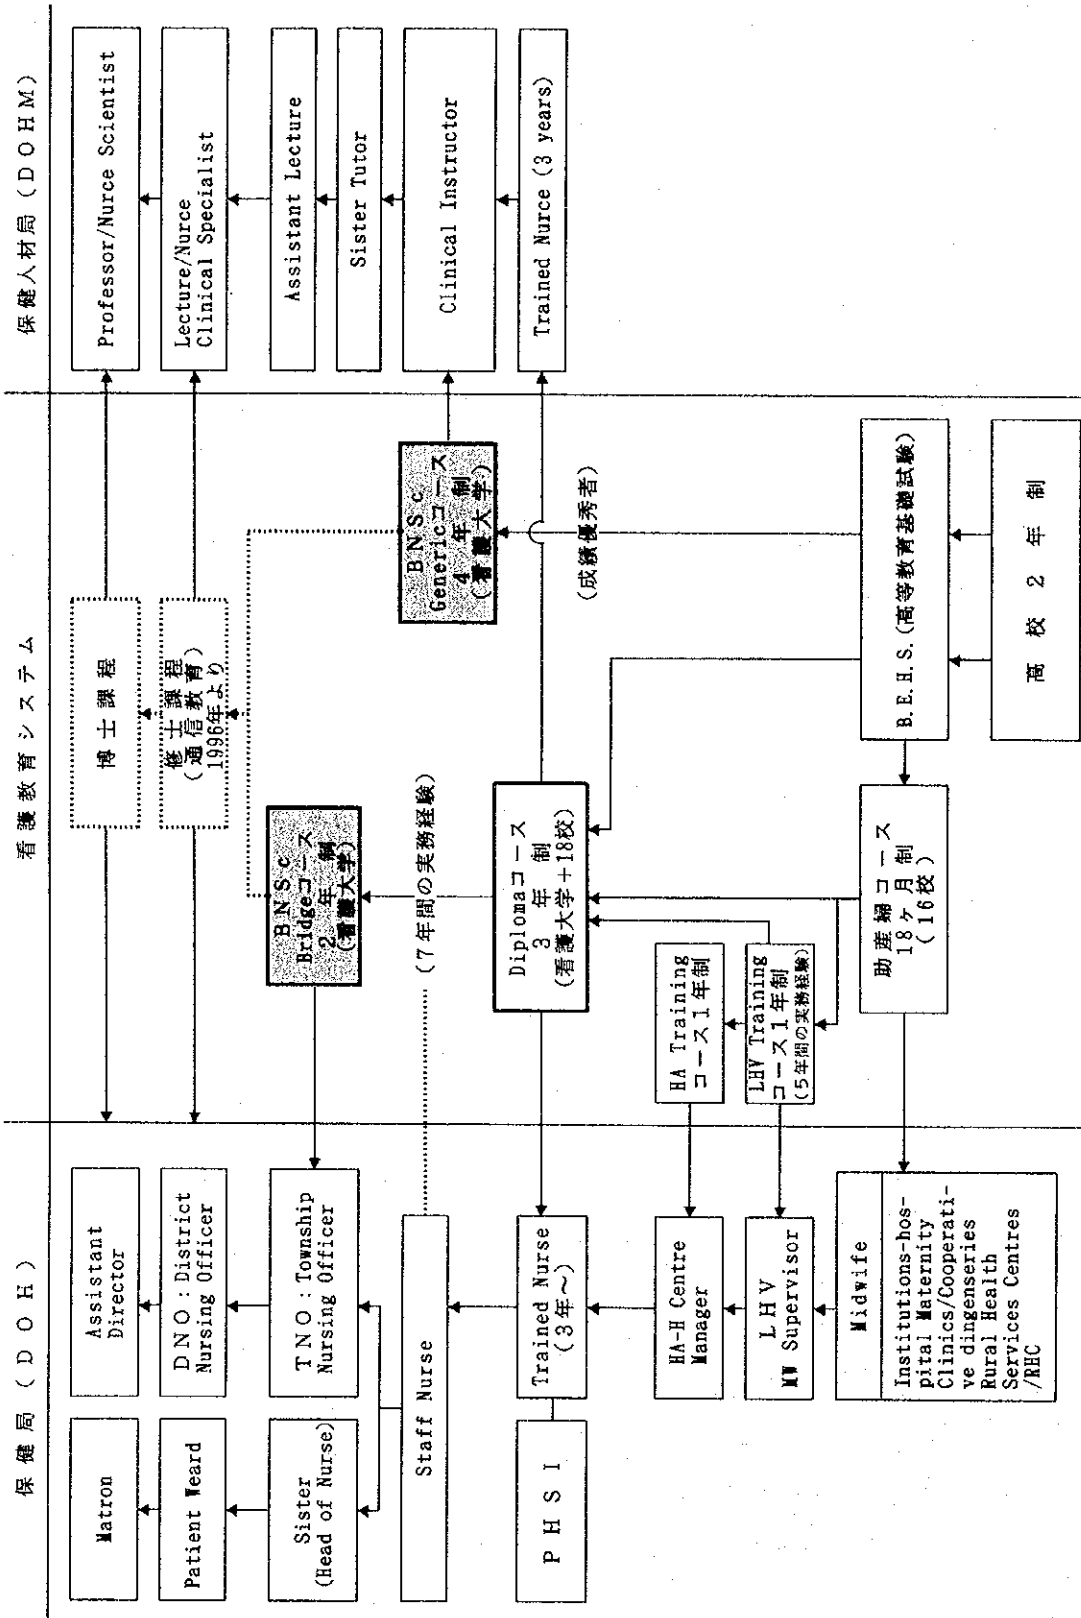 保健局(DOH)
看護教育システム
保健人材局(DOHM)
Matron
Patient Weard
Sister
(Head of Nurse)
Assistant
Director
DNO:District
Nursing Officer
TNO:Township
Nursing Officer
Staff Nurse
PHSI
Trained Nurse
(3年~)
HA-H Centre
Manager
LHV
MW Supervisor
Midwife
Institutions-hos-
pital Maternity
Clinics/Cooperati-
ve dingenseries
Rural Health
Services Centres
/RHC
博士課程
修士課程
(通信教育)
1996年より
BNSc
Bridgeコース
2年制
(看護大学)
(7年間の実務経験)
Diplomaコース
3年制
(看護大学+18校)
HA Training
コース1年制
LHV Training
コース1年制
(5年間の実務経験)
助産婦コース
18ヶ月制
(16校)
BNSc
Genericコース
4年制
(看護大学)
(成績優秀者)
B.E.H.S.(高等教育基礎試験)
高校2年制
Professor/Nurce Scientist
Lecture/Nurce
Clinical Specialist
Assistant Lecture
Sister Tutor
Clinical Instructor
Trained Nurce (3 years)